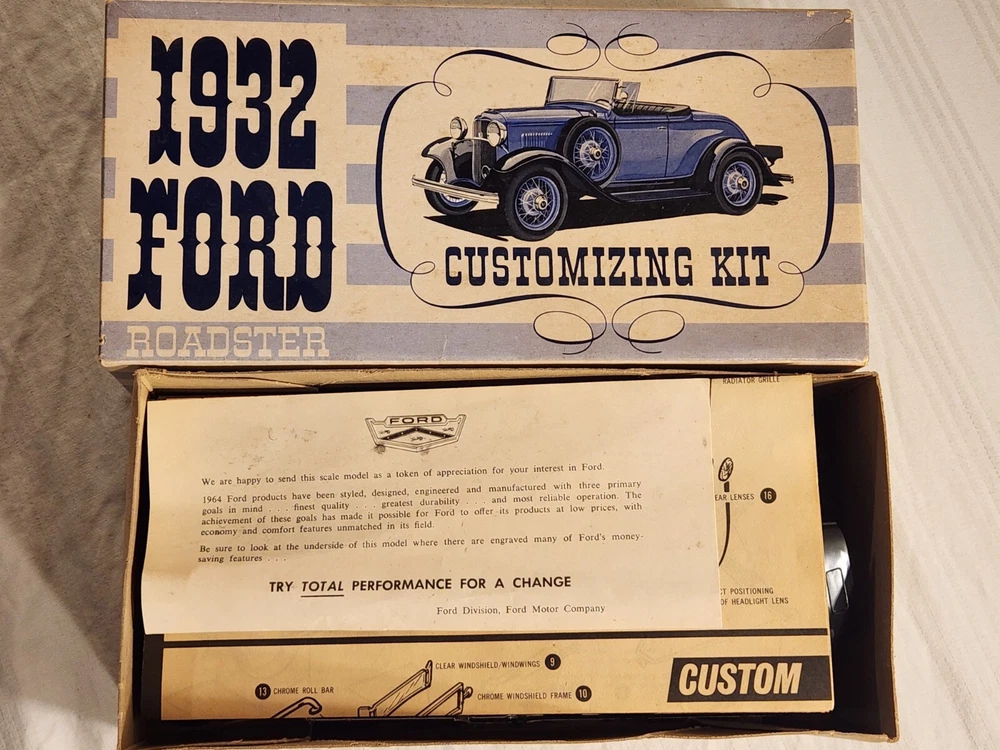 1932
FORD
ROADSTER
CUSTOMIZING KIT
FORD
We are happy to send this scale model as a token of appreciation for your interest in Ford.
1964 Ford products have been styled, designed, engineered and manufactured with three primary
goals in mind . . . finest quality . . . greatest durability . . . and most reliable operation. The
achievement of these goals has made it possible for Ford to offer its products at low prices, with
economy and comfort features unmatched in its field.
Be sure to look at the underside of this model where there are engraved many of Ford's money-
saving features . . .
TRY TOTAL PERFORMANCE FOR A CHANGE
Ford Division, Ford Motor Company
RADIATOR GRILLE
EAR LENSES 16
CT POSITIONING
OF HEADLIGHT LENS
CLEAR WINDSHIELD/WINDWINGS 9
13 CHROME ROLL BAR
CHROME WINDSHIELD FRAME 10
CUSTOM